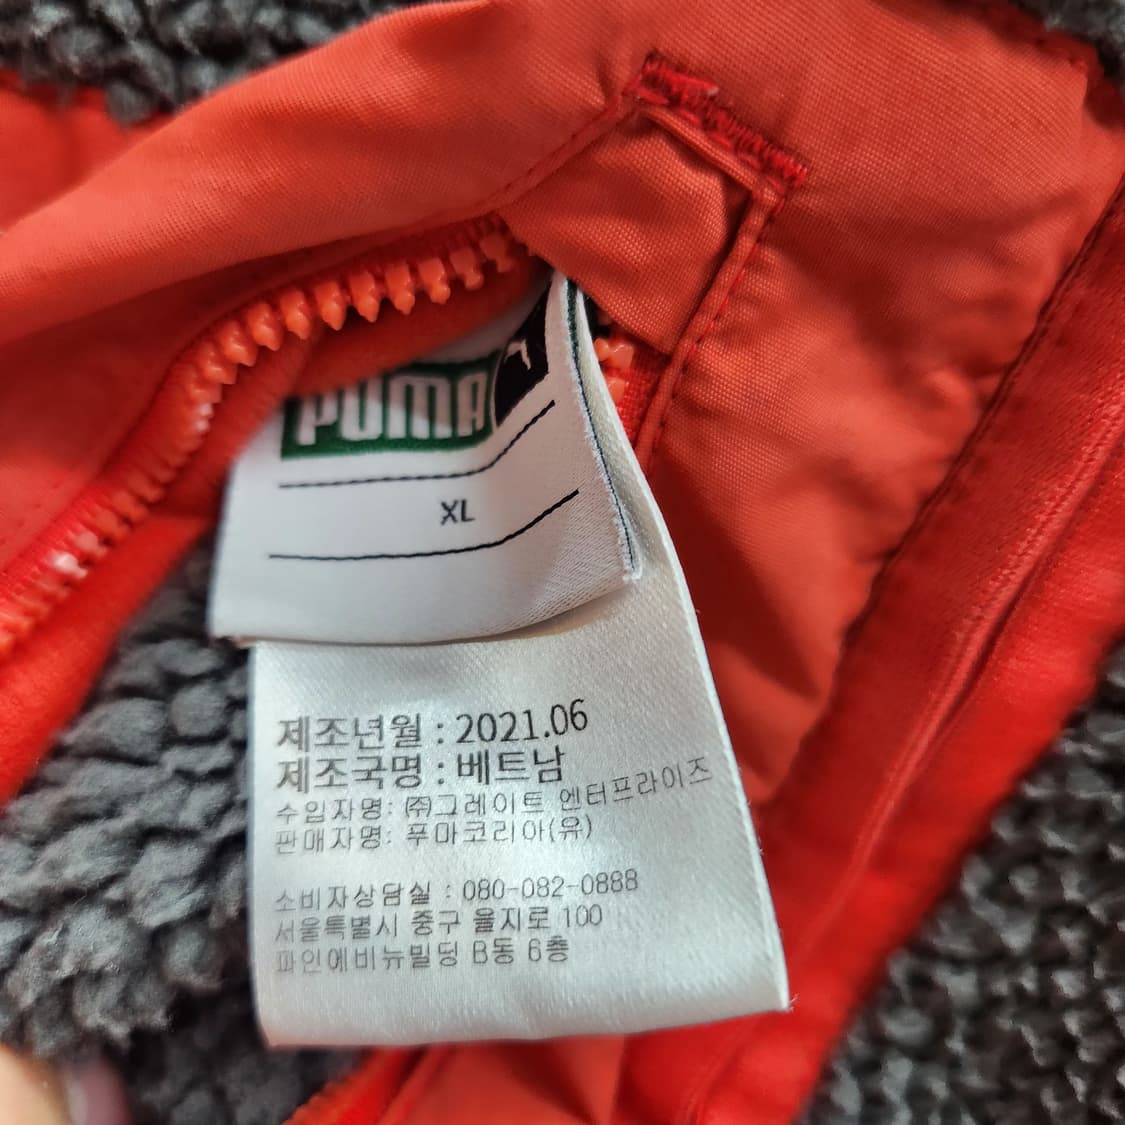 PUMA
XL
제조년월 : 2021.06
제조국명 : 베트남
수입자명: ㈜그레이트 엔터프라이즈
판매자명: 푸마코리아(유)
소비자상담실 : 080-082-0888
서울특별시 중구 을지로 100
파인에비뉴빌딩 B동 6층